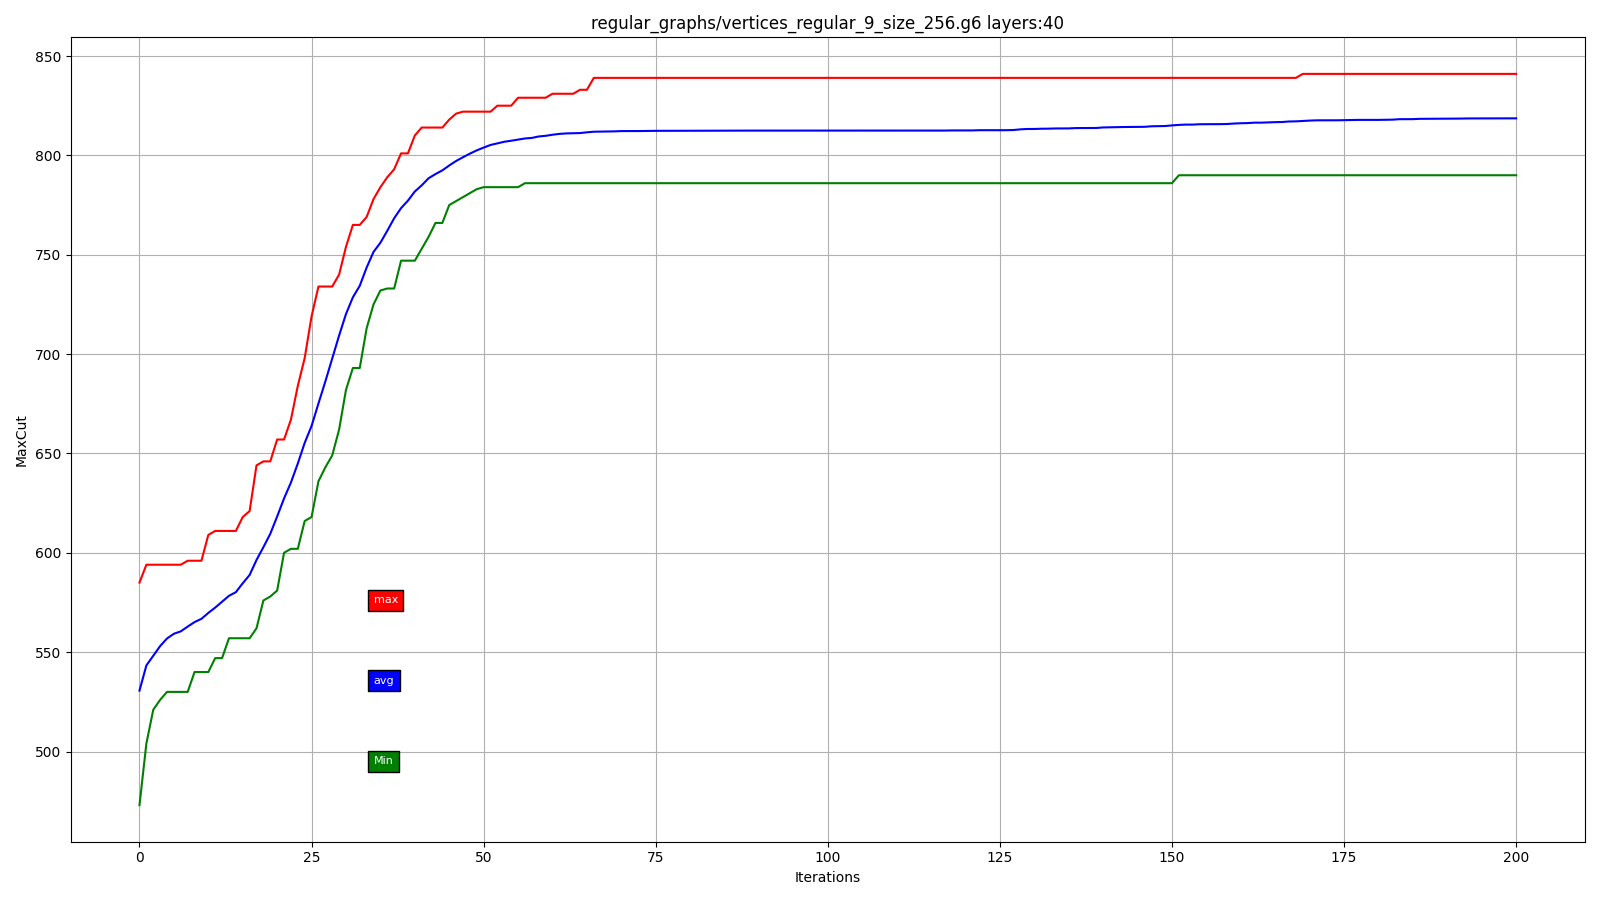 regular_graphs/vertices_regular_9_size_256.g6 layers:40
850
800
750
700
650
600
550
500
MaxCut
max
avg
Min
0 25 50 75 100 125 150 175 200
Iterations